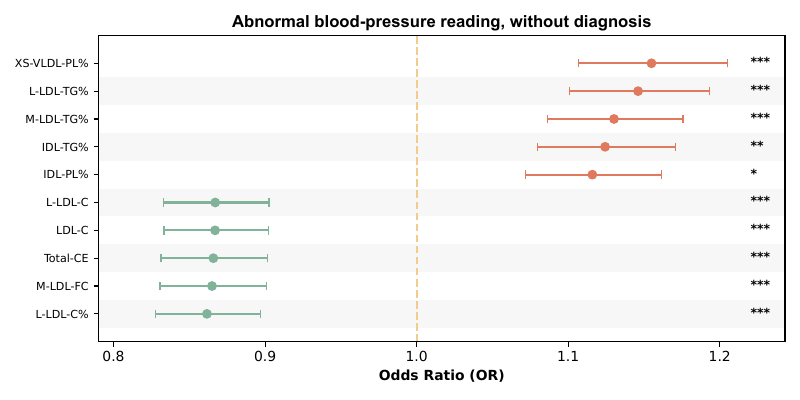 Abnormal blood-pressure reading, without diagnosis
XS-VLDL-PL% ***
L-LDL-TG% ***
M-LDL-TG% ***
IDL-TG% **
IDL-PL% *
L-LDL-C ***
LDL-C ***
Total-CE ***
M-LDL-FC ***
L-LDL-C% ***
0.8 0.9 1.0 1.1 1.2
Odds Ratio (OR)